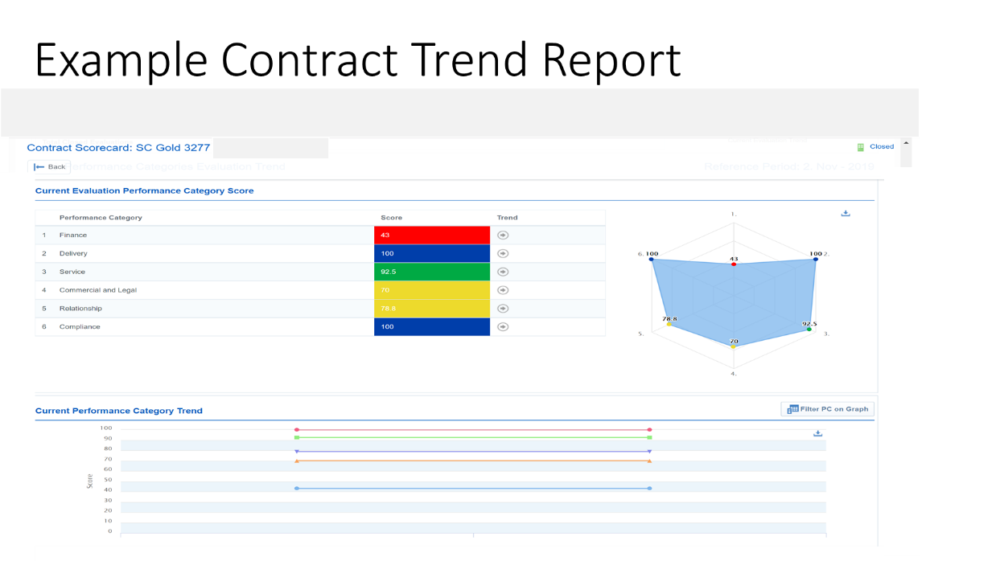 Example Contract Trend Report
Contract Scorecard: SC Gold 3277
Closed
Back
Performance Categories Evaluation Trend
Reference Period: 2. Nov - 2019
Current Evaluation Performance Category Score
Performance Category Score Trend
1 Finance 43
2 Delivery 100
3 Service 92.5
4 Commercial and Legal 70
5 Relationship 78.8
6 Compliance 100
1.
43
6. 100
100 2.
78.8
92.5
5.
3.
70
4.
Current Performance Category Trend
Filter PC on Graph
Score
100
90
80
70
60
50
40
30
20
10
0